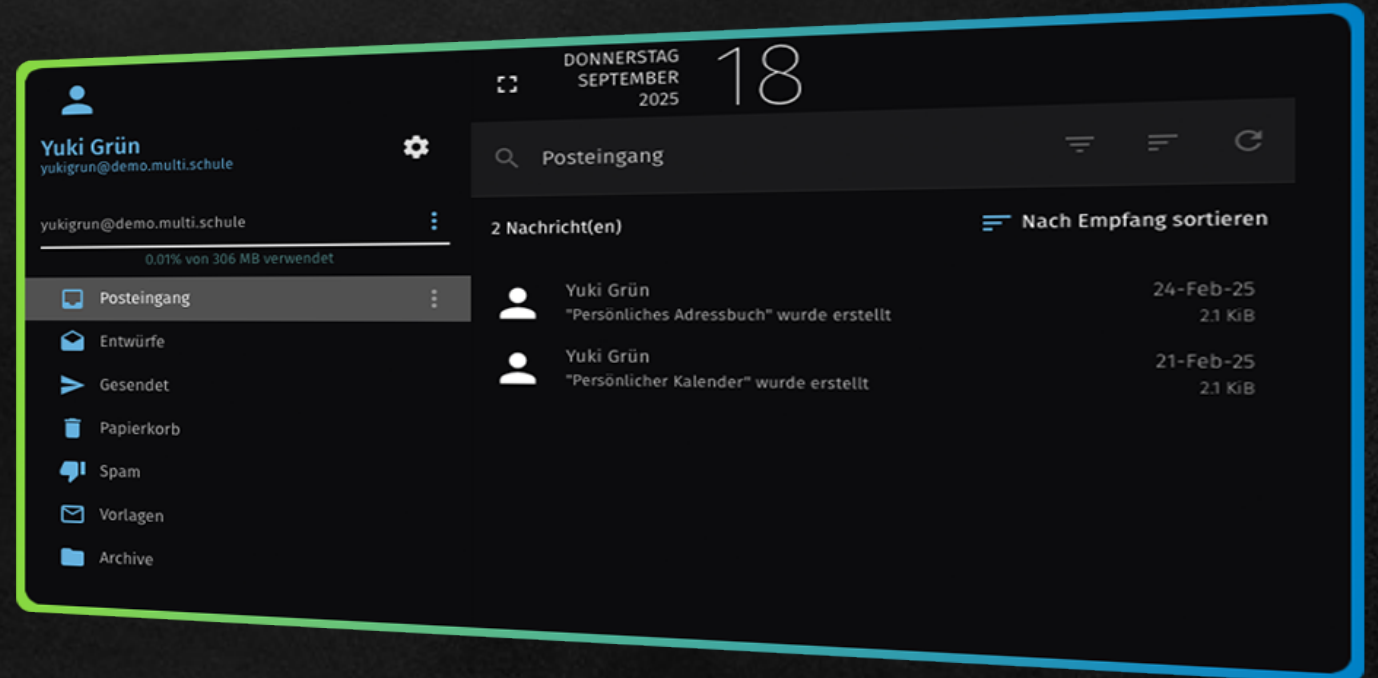 Yuki Grün
yukigrun@demo.multi.schule
yukigrun@demo.multi.schule
0.01% von 306 MB verwendet
Posteingang
Entwürfe
Gesendet
Papierkorb
Spam
Vorlagen
Archive
DONNERSTAG
SEPTEMBER
2025
18
Posteingang
2 Nachricht(en)
Nach Empfang sortieren
Yuki Grün
24-Feb-25
"Persönliches Adressbuch" wurde erstellt
2.1 KiB
Yuki Grün
21-Feb-25
"Persönlicher Kalender" wurde erstellt
2.1 KiB